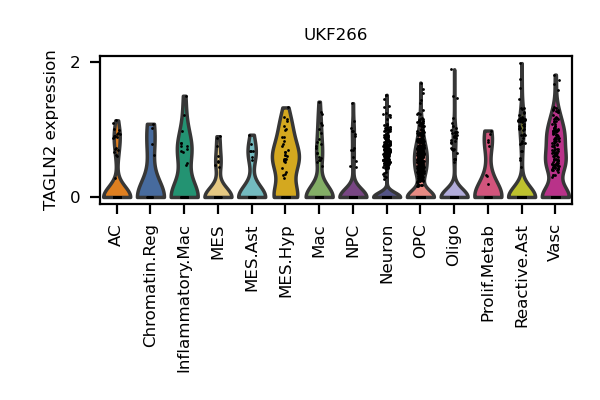 UKF266
TAGLN2 expression
2
0
AC
Chromatin.Reg
Inflammatory.Mac
MES
MES.Ast
MES.Hyp
Mac
NPC
Neuron
OPC
Oligo
Prolif.Metab
Reactive.Ast
Vasc